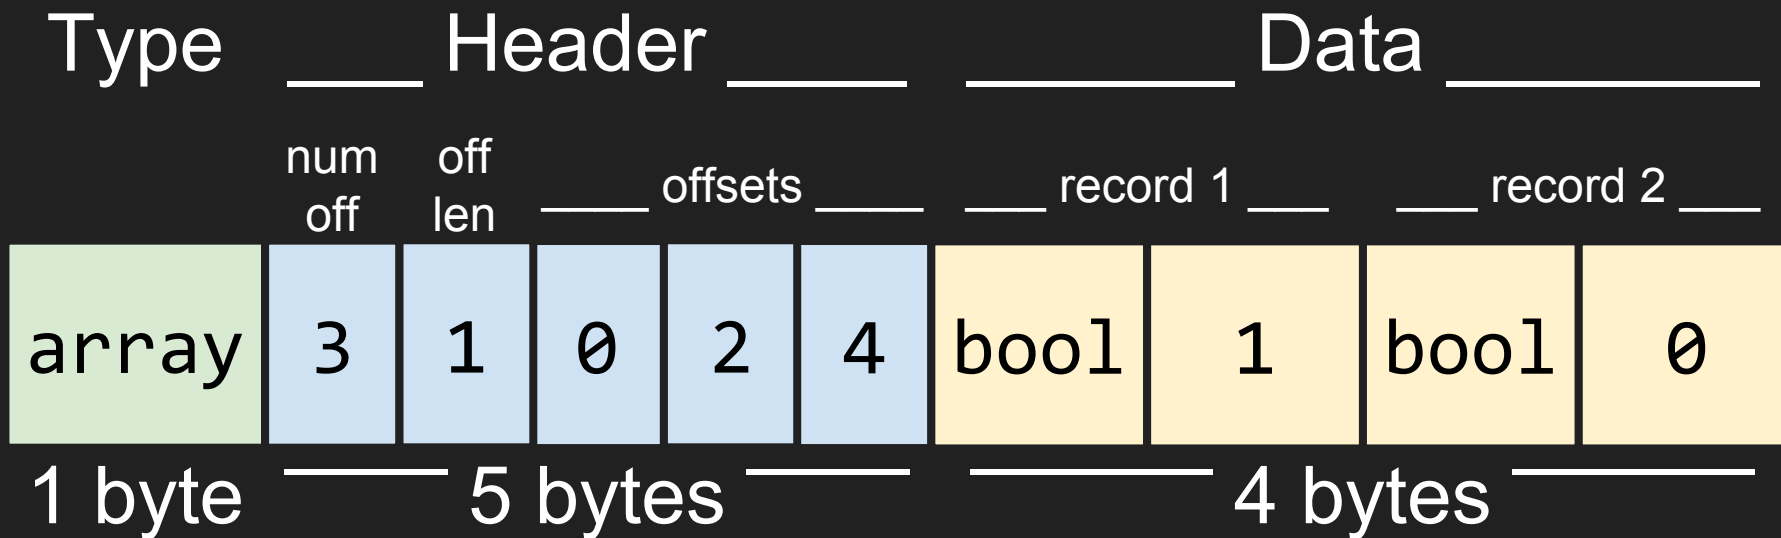 Type Header Data
num off
off len
offsets
record 1
record 2
array 3 1 0 2 4 bool 1 bool 0
1 byte 5 bytes 4 bytes